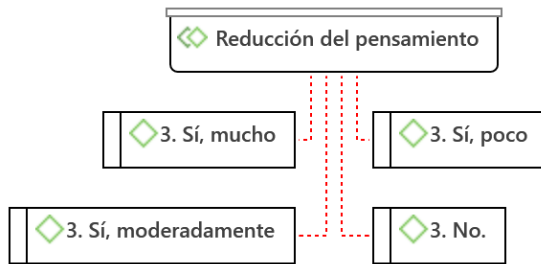 Reducción del pensamiento
3. Sí, mucho
3. Sí, poco
3. Sí, moderadamente
3. No.